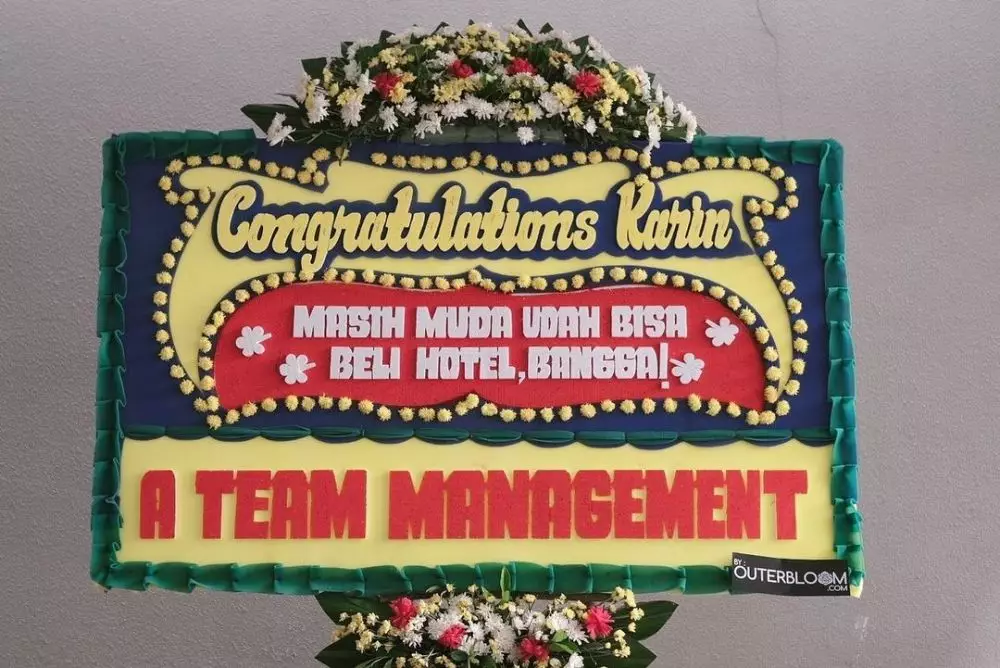 Congratulations Karin
MASIH MUDA UDAH BISA
BELI HOTEL, BANGGA!
A TEAM MANAGEMENT
BY:
OUTERBLOOM
.COM